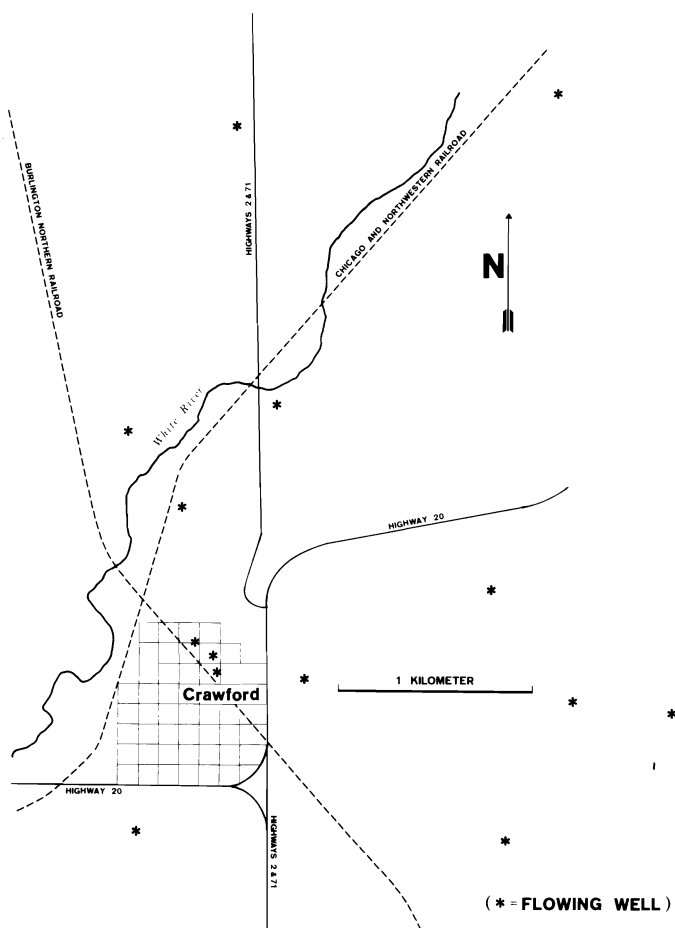 BURLINGTON NORTHERN RAILROAD
HIGHWAYS 2 & 71
CHICAGO AND NORTHWESTERN RAILROAD
N
White River
HIGHWAY 20
1 KILOMETER
Crawford
HIGHWAY 20
HIGHWAYS 2 & 71
( * = FLOWING WELL )